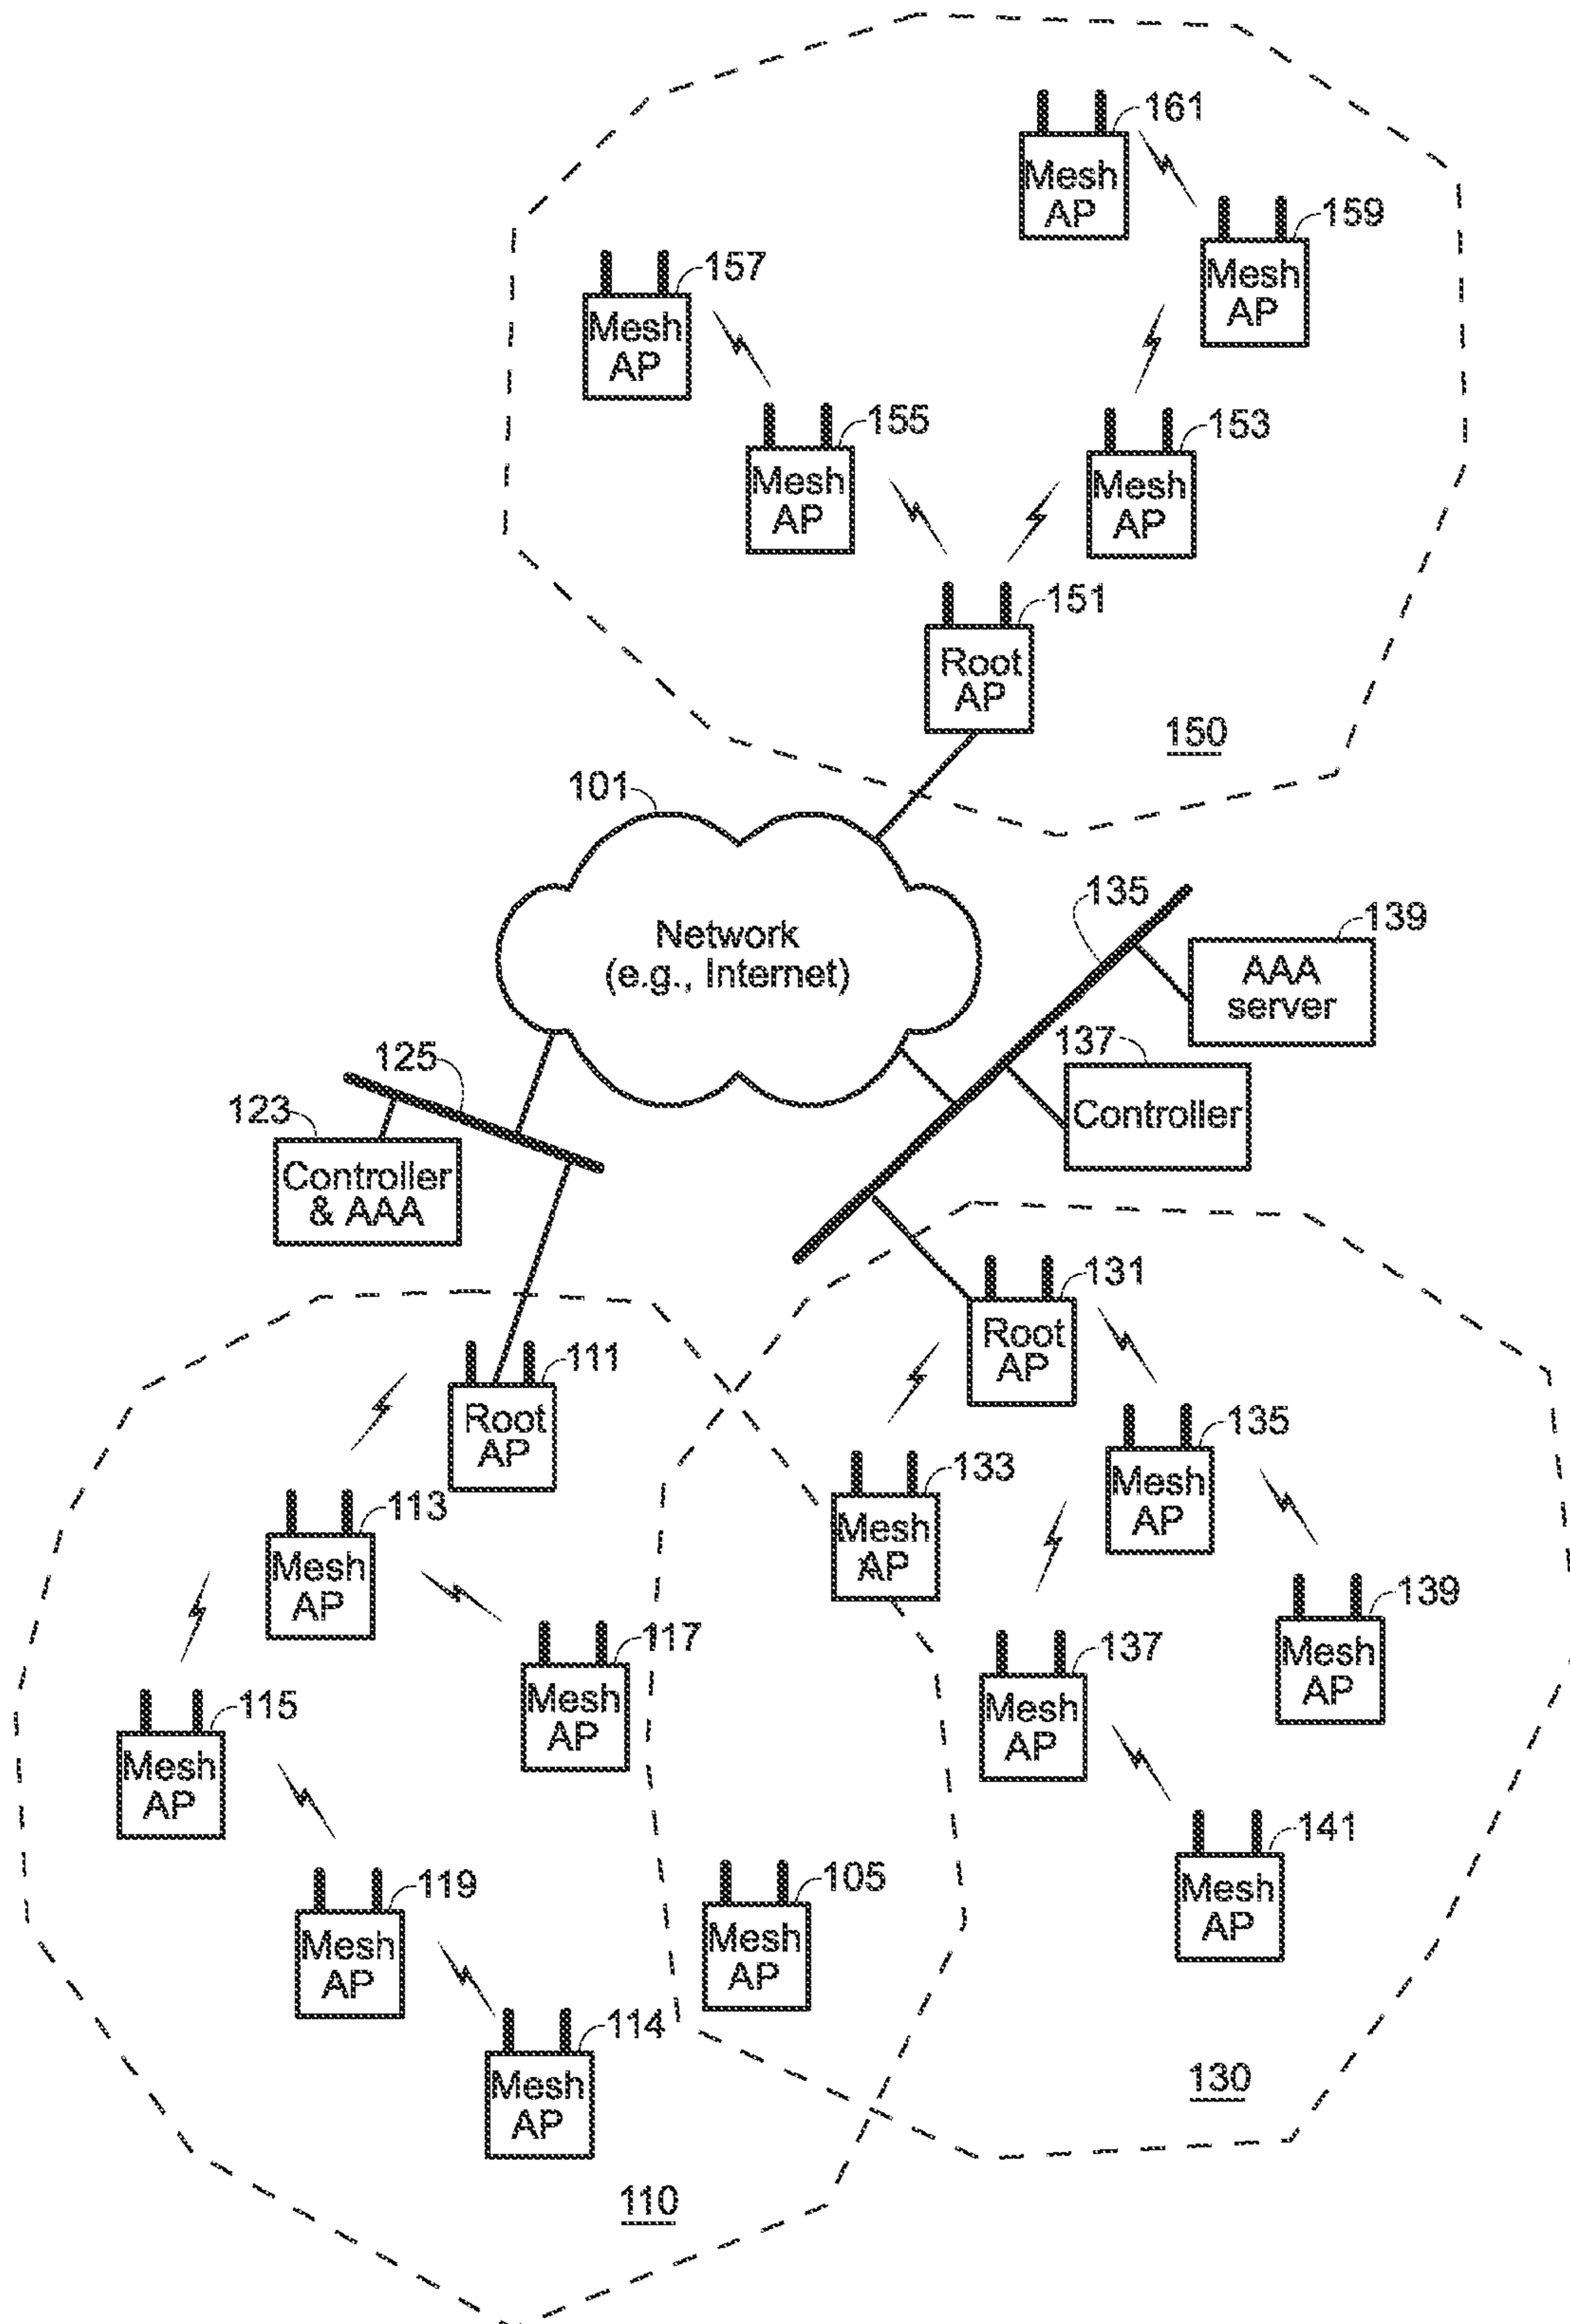 161
Mesh
AP
159
Mesh
AP
157
Mesh
AP
155
Mesh
AP
153
Mesh
AP
151
Root
AP
150
101
Network
(e.g., Internet)
135
139
AAA
server
137
Controller
125
123
Controller
& AAA
131
Root
AP
111
Root
AP
135
Mesh
AP
133
Mesh
AP
113
Mesh
AP
139
Mesh
AP
117
Mesh
AP
137
Mesh
AP
115
Mesh
AP
141
Mesh
AP
119
Mesh
AP
105
Mesh
AP
114
Mesh
AP
130
110